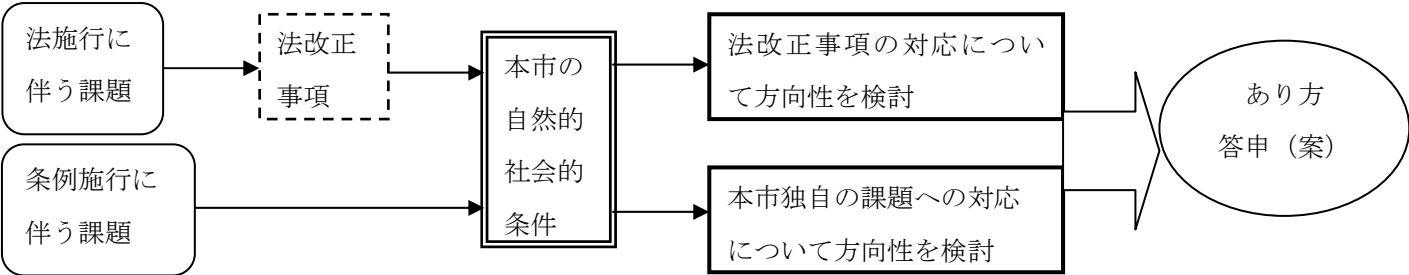 法施行に
伴う課題
法改正
事項
条例施行に
伴う課題
本市の
自然的
社会的
条件
法改正事項の対応につい
て方向性を検討
本市独自の課題への対応
について方向性を検討
あり方
答申（案）